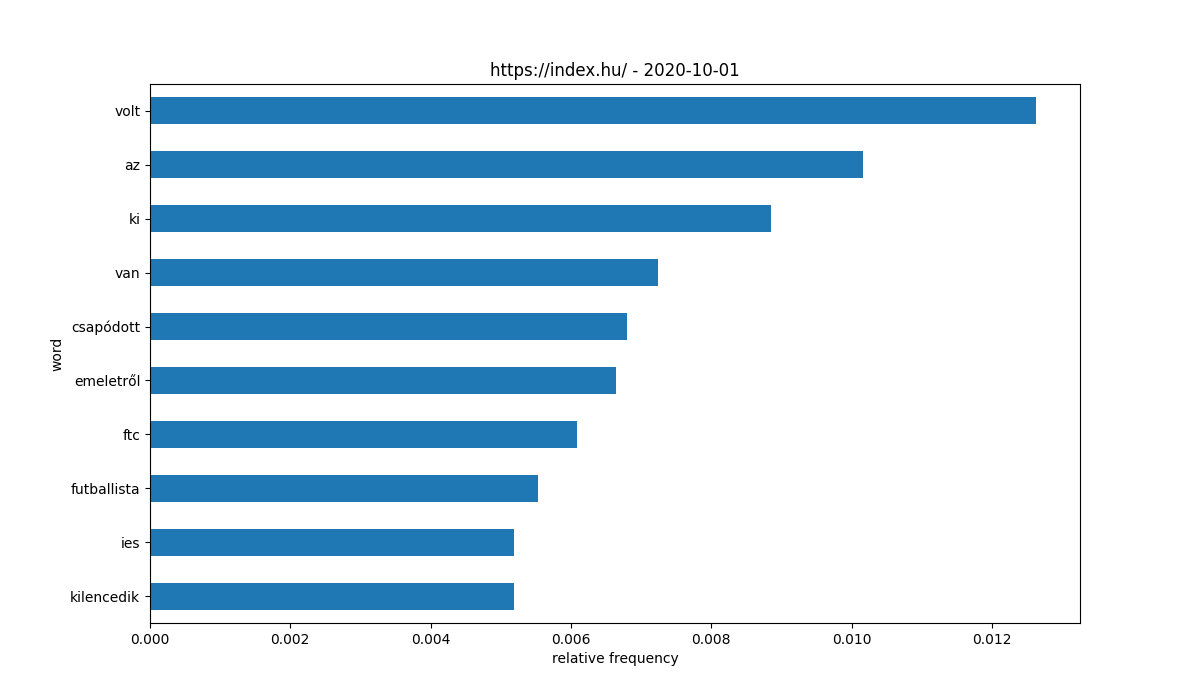 https://index.hu/ - 2020-10-01
volt
az
ki
van
csapódott
emeletről
ftc
futballista
ies
kilencedik
word
0.000 0.002 0.004 0.006 0.008 0.010 0.012
relative frequency